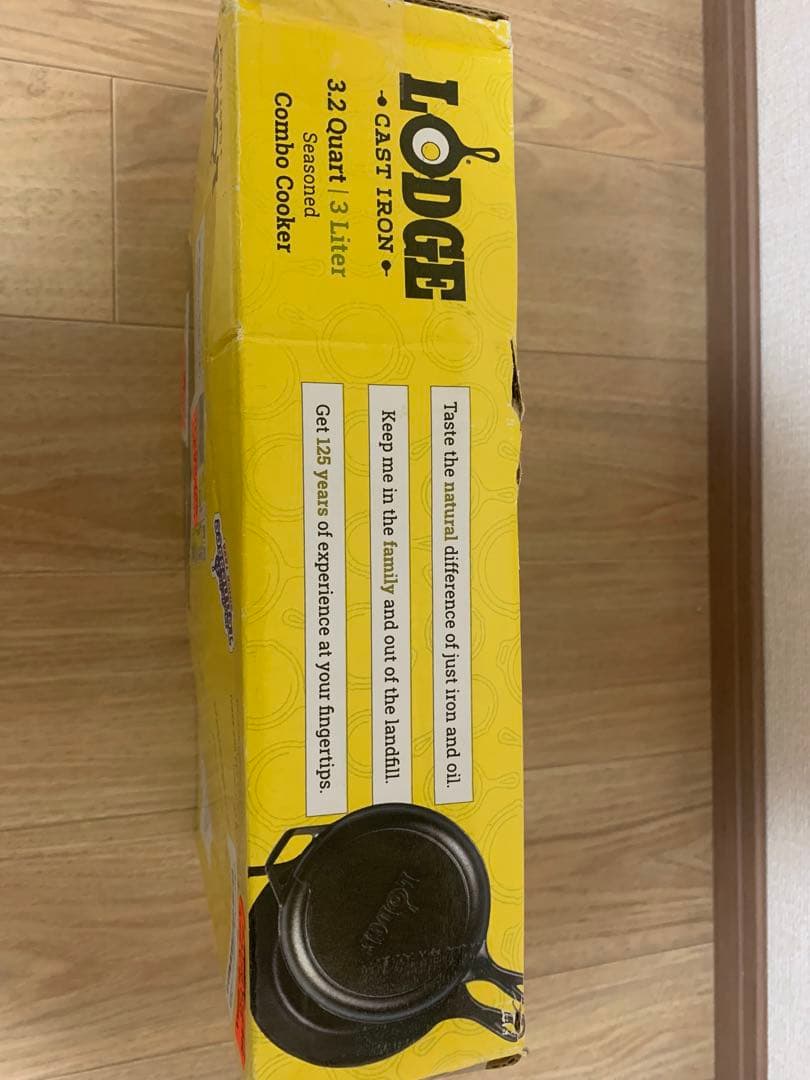 LODGE
CAST IRON
3.2 Quart | 3 Liter
Seasoned
Combo Cooker
Taste the natural difference of just iron and oil.
Keep me in the family and out of the landfill.
Get 125 years of experience at your fingertips.
LODGE